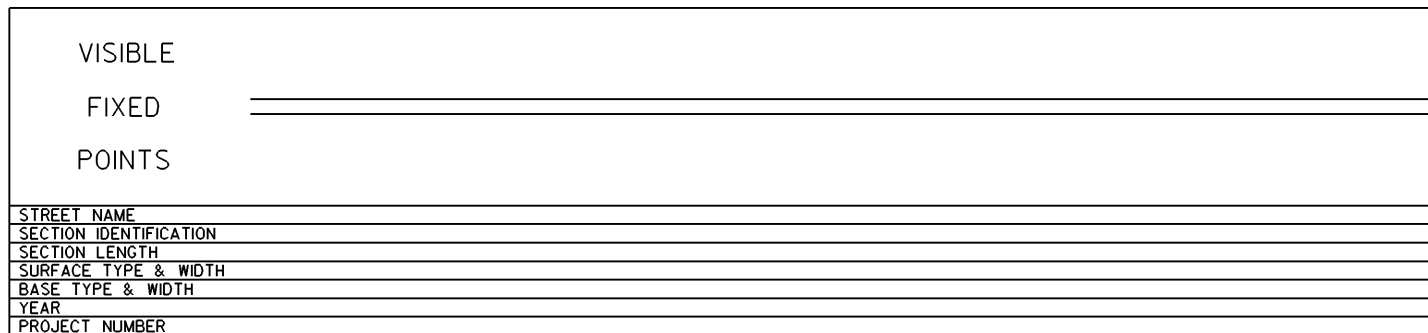 VISIBLE
FIXED
POINTS
STREET NAME
SECTION IDENTIFICATION
SECTION LENGTH
SURFACE TYPE & WIDTH
BASE TYPE & WIDTH
YEAR
PROJECT NUMBER